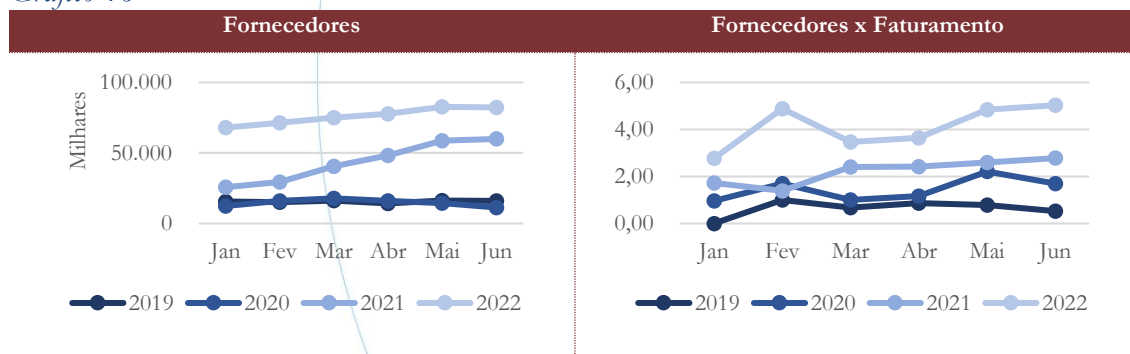 Fornecedores
Milhares
100.000
50.000
0
Jan Fev Mar Abr Mai Jun
2019 2020 2021 2022
Fornecedores x Faturamento
6,00
4,00
2,00
0,00
Jan Fev Mar Abr Mai Jun
2019 2020 2021 2022